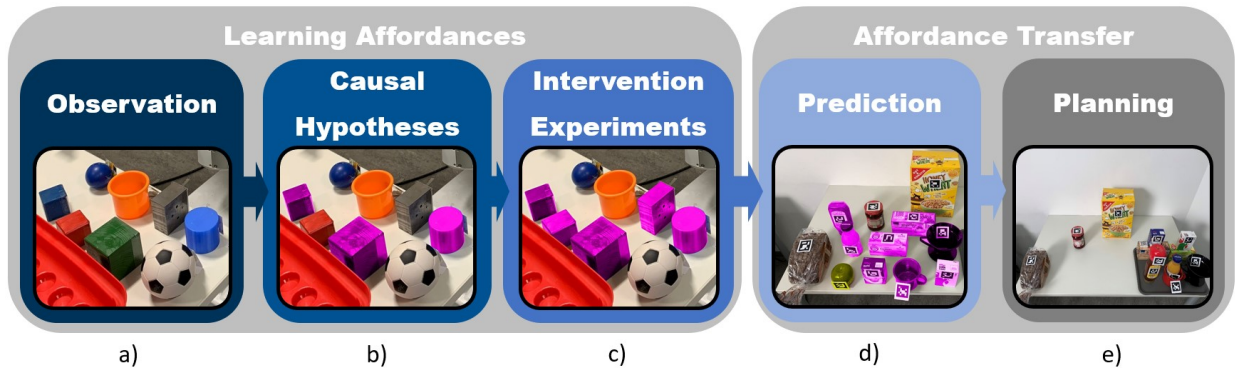 Learning Affordances
Affordance Transfer
Observation
Causal
Hypotheses
Intervention
Experiments
Prediction
Planning
a)
b)
c)
d)
e)